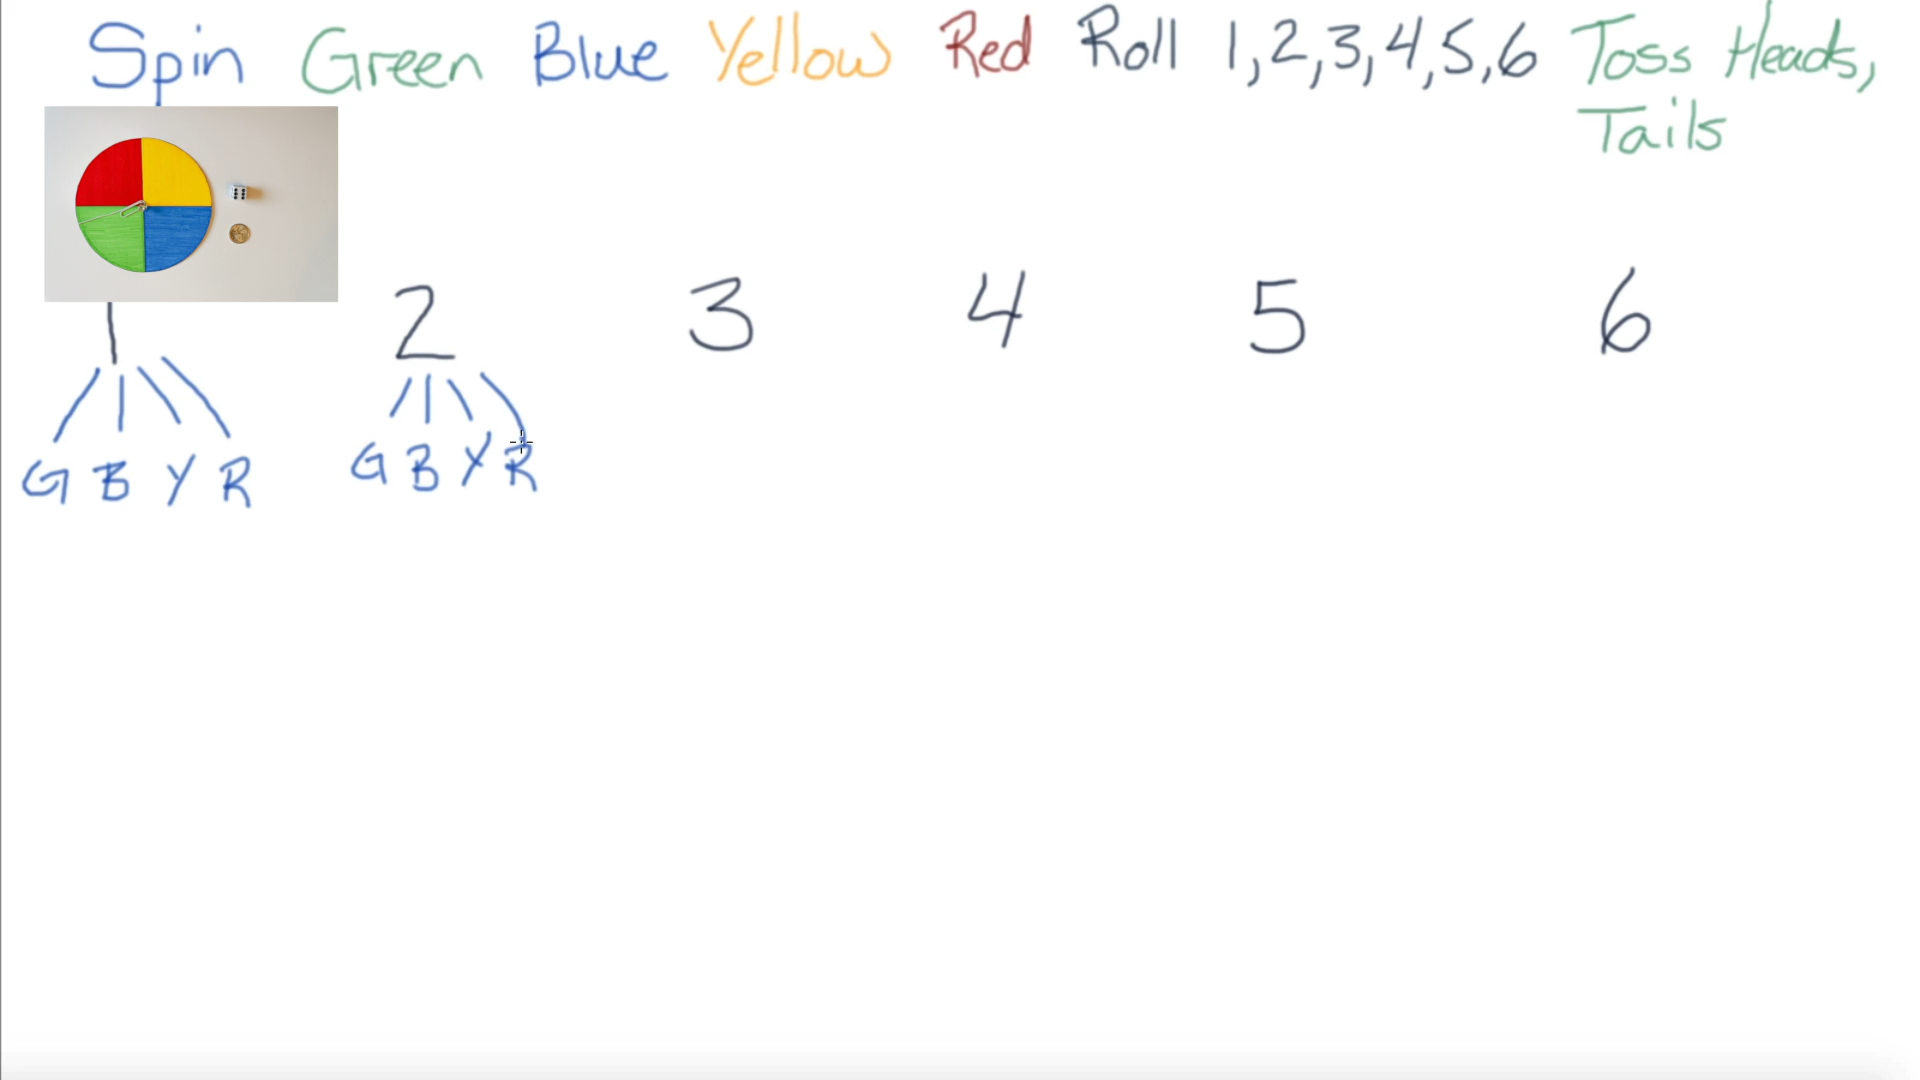 Spin Green Blue Yellow Red Roll 1,2,3,4,5,6 Toss Heads,
Tails
1 2 3 4 5 6
G B Y R G B Y R